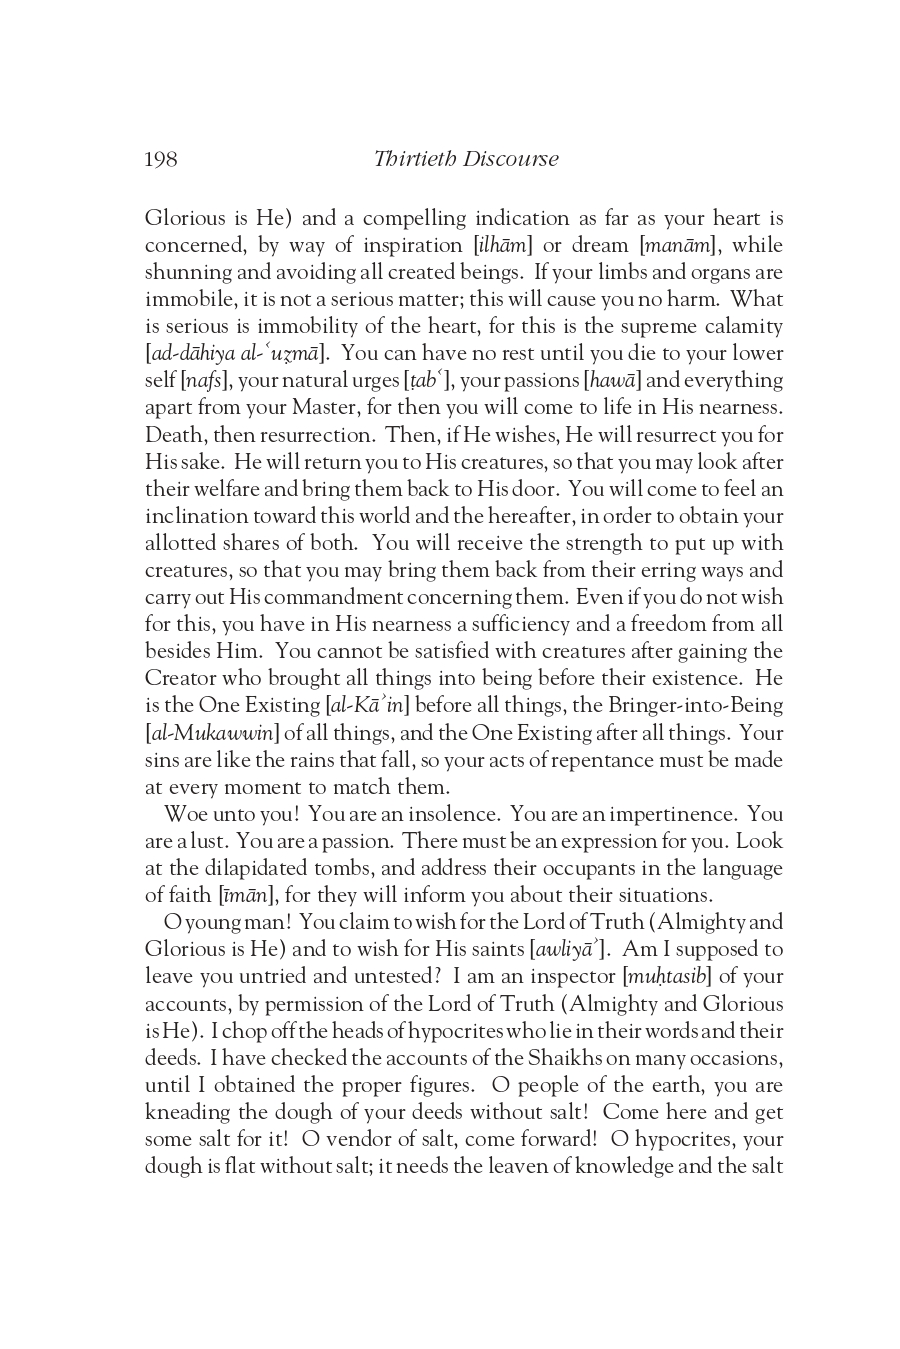 198 Thirtieth Discourse
Glorious is He) and a compelling indication as far as your heart is
concerned, by way of inspiration [ilhām] or dream [manām], while
shunning and avoiding all created beings. If your limbs and organs are
immobile, it is not a serious matter; this will cause you no harm. What
is serious is immobility of the heart, for this is the supreme calamity
[ad-dāhiya al-ʿuẓmā]. You can have no rest until you die to your lower
self [nafs], your natural urges [ṭabʿ], your passions [hawā] and everything
apart from your Master, for then you will come to life in His nearness.
Death, then resurrection. Then, if He wishes, He will resurrect you for
His sake. He will return you to His creatures, so that you may look after
their welfare and bring them back to His door. You will come to feel an
inclination toward this world and the hereafter, in order to obtain your
allotted shares of both. You will receive the strength to put up with
creatures, so that you may bring them back from their erring ways and
carry out His commandment concerning them. Even if you do not wish
for this, you have in His nearness a sufficiency and a freedom from all
besides Him. You cannot be satisfied with creatures after gaining the
Creator who brought all things into being before their existence. He
is the One Existing [al-Kāʾin] before all things, the Bringer-into-Being
[al-Mukawwin] of all things, and the One Existing after all things. Your
sins are like the rains that fall, so your acts of repentance must be made
at every moment to match them.
Woe unto you! You are an insolence. You are an impertinence. You
are a lust. You are a passion. There must be an expression for you. Look
at the dilapidated tombs, and address their occupants in the language
of faith [īmān], for they will inform you about their situations.
O young man! You claim to wish for the Lord of Truth (Almighty and
Glorious is He) and to wish for His saints [awliyāʾ]. Am I supposed to
leave you untried and untested? I am an inspector [muḥtasib] of your
accounts, by permission of the Lord of Truth (Almighty and Glorious
is He). I chop off the heads of hypocrites who lie in their words and their
deeds. I have checked the accounts of the Shaikhs on many occasions,
until I obtained the proper figures. O people of the earth, you are
kneading the dough of your deeds without salt! Come here and get
some salt for it! O vendor of salt, come forward! O hypocrites, your
dough is flat without salt; it needs the leaven of knowledge and the salt